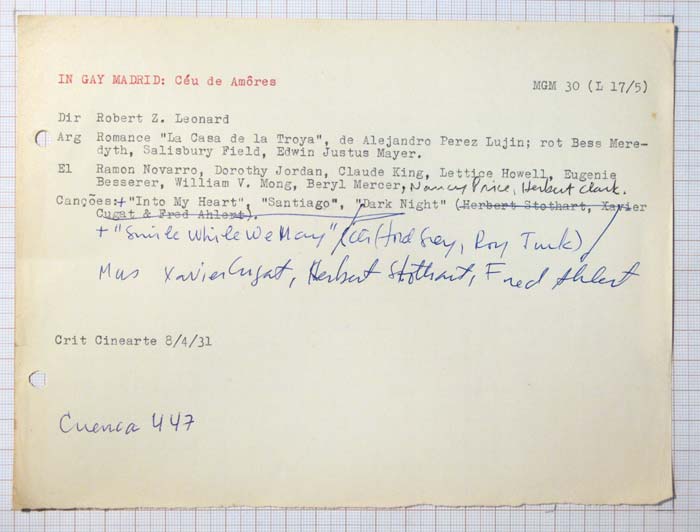 IN GAY MADRID: Céu de Amôres
MGM 30 (L 17/5)
Dir Robert Z. Leonard
Arg Romance "La Casa de la Troya", de Alejandro Perez Lujin; rot Bess Mere-
dyth, Salisbury Field, Edwin Justus Mayer.
El Ramon Novarro, Dorothy Jordan, Claude King, Lettice Howell, Eugenie
Besserer, William V. Mong, Beryl Mercer, Nancy Price, Herbert Clark.
Canções:+ "Into My Heart", "Santiago", "Dark Night" (Herbert Stothart, Xavier
Cugat & Fred Ahlert).
+ "Smile While We May" (Clifford Grey, Roy Turk)
Mus Xavier Cugat, Herbert Stothart, Fred Ahlert
Crit Cinearte 8/4/31
Cuenca 447